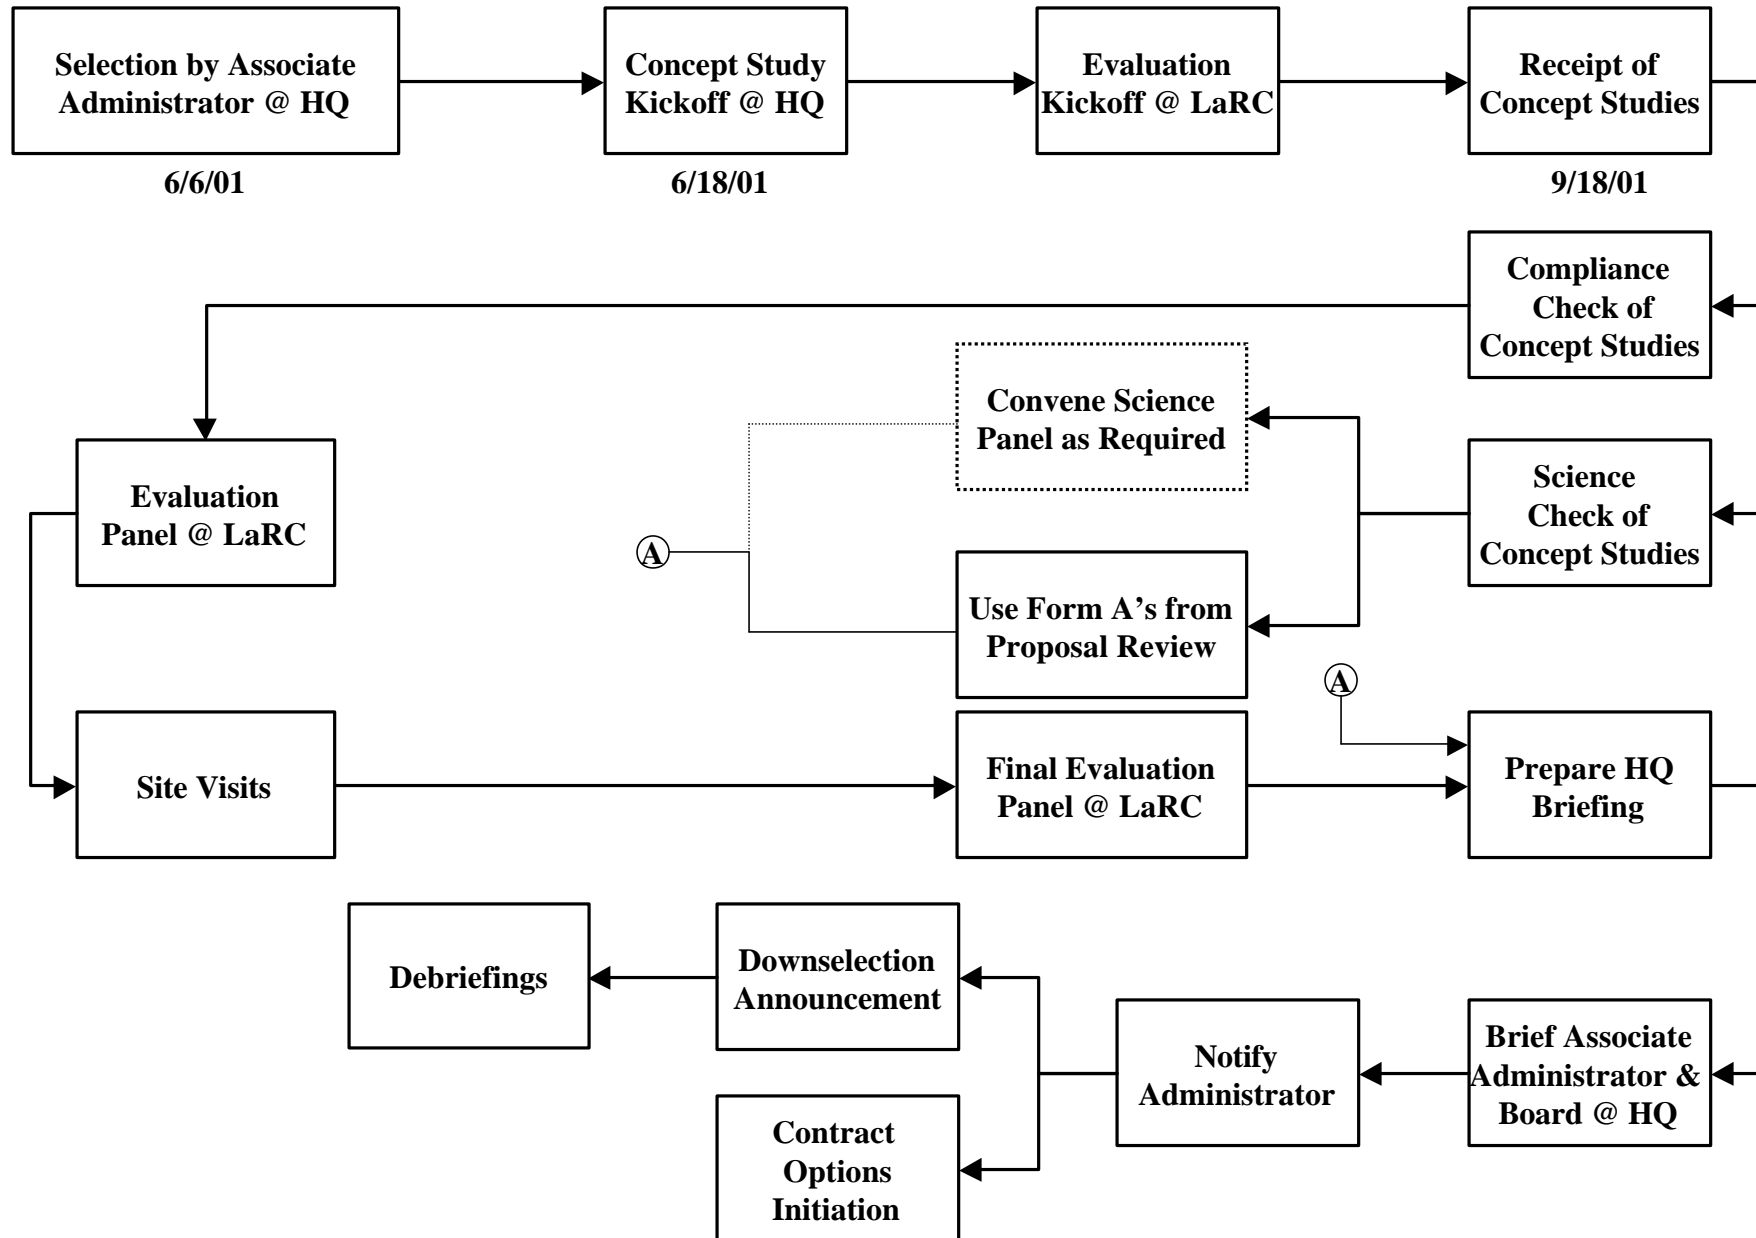 Selection by Associate
Administrator @ HQ
6/6/01
Concept Study
Kickoff @ HQ
6/18/01
Evaluation
Kickoff @ LaRC
Receipt of
Concept Studies
9/18/01
Compliance
Check of
Concept Studies
Convene Science
Panel as Required
Science
Check of
Concept Studies
Evaluation
Panel @ LaRC
A
Use Form A’s from
Proposal Review
A
Site Visits
Final Evaluation
Panel @ LaRC
Prepare HQ
Briefing
Debriefings
Downselection
Announcement
Notify
Administrator
Brief Associate
Administrator &
Board @ HQ
Contract
Options
Initiation